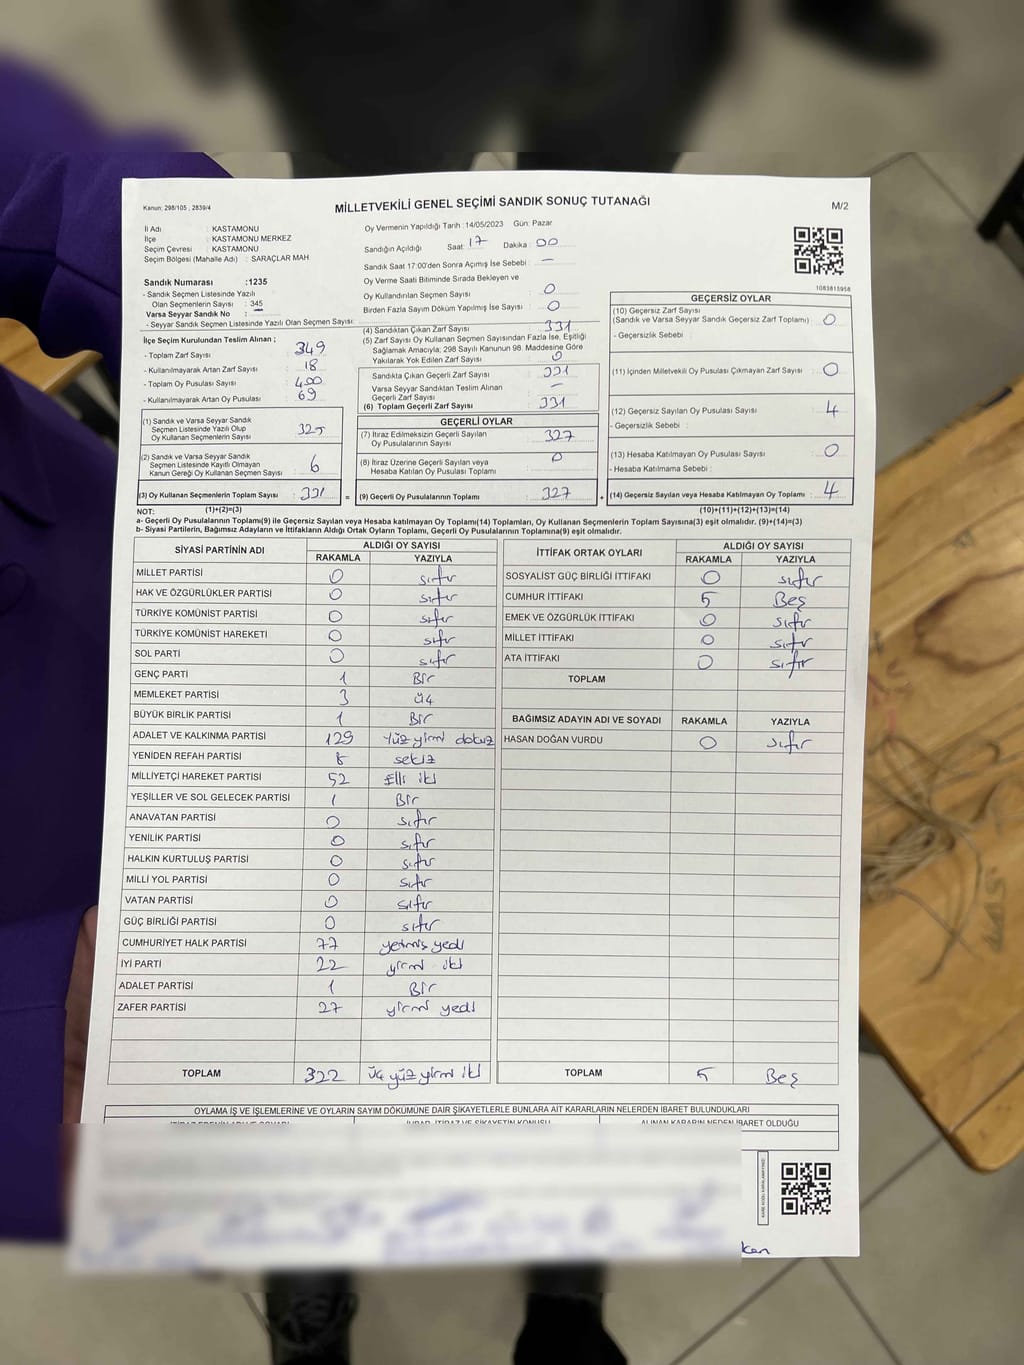 Kanun: 298/105 , 2839/4
MİLLETVEKİLİ GENEL SEÇİMİ SANDIK SONUÇ TUTANAĞI
M/2
İl Adı : KASTAMONU
İlçe : KASTAMONU MERKEZ
Seçim Çevresi : KASTAMONU
Seçim Bölgesi (Mahalle Adı) : SARAÇLAR MAH
Oy Vermenin Yapıldığı Tarih :14/05/2023 Gün: Pazar
Sandığın Açıldığı Saat : 17 Dakika : 00
Sandık Saat 17:00'den Sonra Açımış İse Sebebi : —
Oy Verme Saati Bitiminde Sırada Bekleyen ve
Oy Kullandırılan Seçmen Sayısı : 0
Birden Fazla Sayım Döküm Yapılmış İse Sayısı : 0
Sandık Numarası :1235
- Sandık Seçmen Listesinde Yazılı
Olan Seçmenlerin Sayısı : 345
Varsa Seyyar Sandık No : —
- Seyyar Sandık Seçmen Listesinde Yazılı Olan Seçmen Sayısı:
İlçe Seçim Kurulundan Teslim Alınan ;
- Toplam Zarf Sayısı : 349
- Kullanılmayarak Artan Zarf Sayısı : 18
- Toplam Oy Pusulası Sayısı : 400
- Kullanılmayarak Artan Oy Pusulası : 69
(4) Sandıktan Çıkan Zarf Sayısı : 331
(5) Zarf Sayısı Oy Kullanan Seçmen Sayısından Fazla İse, Eşitliği
Sağlamak Amacıyla; 298 Sayılı Kanunun 98. Maddesine Göre
Yakılarak Yok Edilen Zarf Sayısı : 0
Sandıkta Çıkan Geçerli Zarf Sayısı : 331
Varsa Seyyar Sandıktan Teslim Alınan
Geçerli Zarf Sayısı : —
(6) Toplam Geçerli Zarf Sayısı : 331
1083815958
GEÇERSİZ OYLAR
(10) Geçersiz Zarf Sayısı
(Sandık ve Varsa Seyyar Sandık Geçersiz Zarf Toplamı) : 0
- Geçersizlik Sebebi :
(11) İçinden Milletvekili Oy Pusulası Çıkmayan Zarf Sayısı : 0
(12) Geçersiz Sayılan Oy Pusulası Sayısı : 4
- Geçersizlik Sebebi :
(13) Hesaba Katılmayan Oy Pusulası Sayısı : 0
- Hesaba Katılmama Sebebi :
(1) Sandık ve Varsa Seyyar Sandık
Seçmen Listesinde Yazılı Olup
Oy Kullanan Seçmenlerin Sayısı : 325
(2) Sandık ve Varsa Seyyar Sandık
Seçmen Listesinde Kayıtlı Olmayan
Kanun Gereği Oy Kullanan Seçmen Sayısı : 6
GEÇERLİ OYLAR
(7) İtiraz Edilmeksizin Geçerli Sayılan
Oy Pusulalarının Sayısı : 327
(8) İtiraz Üzerine Geçerli Sayılan veya
Hesaba Katılan Oy Pusulası Toplamı : 0
(3) Oy Kullanan Seçmenlerin Toplam Sayısı : 331 = (9) Geçerli Oy Pusulalarının Toplamı : 327 + (14) Geçersiz Sayılan veya Hesaba Katılmayan Oy Toplamı : 4
NOT: (1)+(2)=(3) (10)+(11)+(12)+(13)=(14)
a- Geçerli Oy Pusulalarının Toplamı(9) ile Geçersiz Sayılan veya Hesaba katılmayan Oy Toplamı(14) Toplamları, Oy Kullanan Seçmenlerin Toplam Sayısına(3) eşit olmalıdır. (9)+(14)=(3)
b- Siyasi Partilerin, Bağımsız Adayların ve İttifakların Aldığı Ortak Oyların Toplamı, Geçerli Oy Pusulalarının Toplamına(9) eşit olmalıdır.
SİYASİ PARTİNİN ADI ALDIĞI OY SAYISI
RAKAMLA YAZIYLA
MİLLET PARTİSİ 0 sıfır
HAK VE ÖZGÜRLÜKLER PARTİSİ 0 sıfır
TÜRKİYE KOMÜNİST PARTİSİ 0 sıfır
TÜRKİYE KOMÜNİST HAREKETİ 0 sıfır
SOL PARTİ 0 sıfır
GENÇ PARTİ 1 Bir
MEMLEKET PARTİSİ 3 üç
BÜYÜK BİRLİK PARTİSİ 1 Bir
ADALET VE KALKINMA PARTİSİ 129 Yüz yirmi dokuz
YENİDEN REFAH PARTİSİ 8 sekiz
MİLLİYETÇİ HAREKET PARTİSİ 52 Elli iki
YEŞİLLER VE SOL GELECEK PARTİSİ 1 Bir
ANAVATAN PARTİSİ 0 sıfır
YENİLİK PARTİSİ 0 sıfır
HALKIN KURTULUŞ PARTİSİ 0 sıfır
MİLLİ YOL PARTİSİ 0 sıfır
VATAN PARTİSİ 0 sıfır
GÜÇ BİRLİĞİ PARTİSİ 0 sıfır
CUMHURİYET HALK PARTİSİ 77 yetmiş yedi
İYİ PARTİ 22 yirmi iki
ADALET PARTİSİ 1 Bir
ZAFER PARTİSİ 27 yirmi yedi
TOPLAM 322 üç yüz yirmi iki
İTTİFAK ORTAK OYLARI ALDIĞI OY SAYISI
RAKAMLA YAZIYLA
SOSYALİST GÜÇ BİRLİĞİ İTTİFAKI 0 sıfır
CUMHUR İTTİFAKI 5 Beş
EMEK VE ÖZGÜRLÜK İTTİFAKI 0 sıfır
MİLLET İTTİFAKI 0 sıfır
ATA İTTİFAKI 0 sıfır
TOPLAM
BAĞIMSIZ ADAYIN ADI VE SOYADI RAKAMLA YAZIYLA
HASAN DOĞAN VURDU 0 sıfır
TOPLAM 5 Beş
OYLAMA İŞ VE İŞLEMLERİNE VE OYLARIN SAYIM DÖKÜMÜNE DAİR ŞİKAYETLERLE BUNLARA AİT KARARLARIN NELERDEN İBARET BULUNDUKLARI
ALINAN KARARIN NEDEN İBARET OLDUĞU